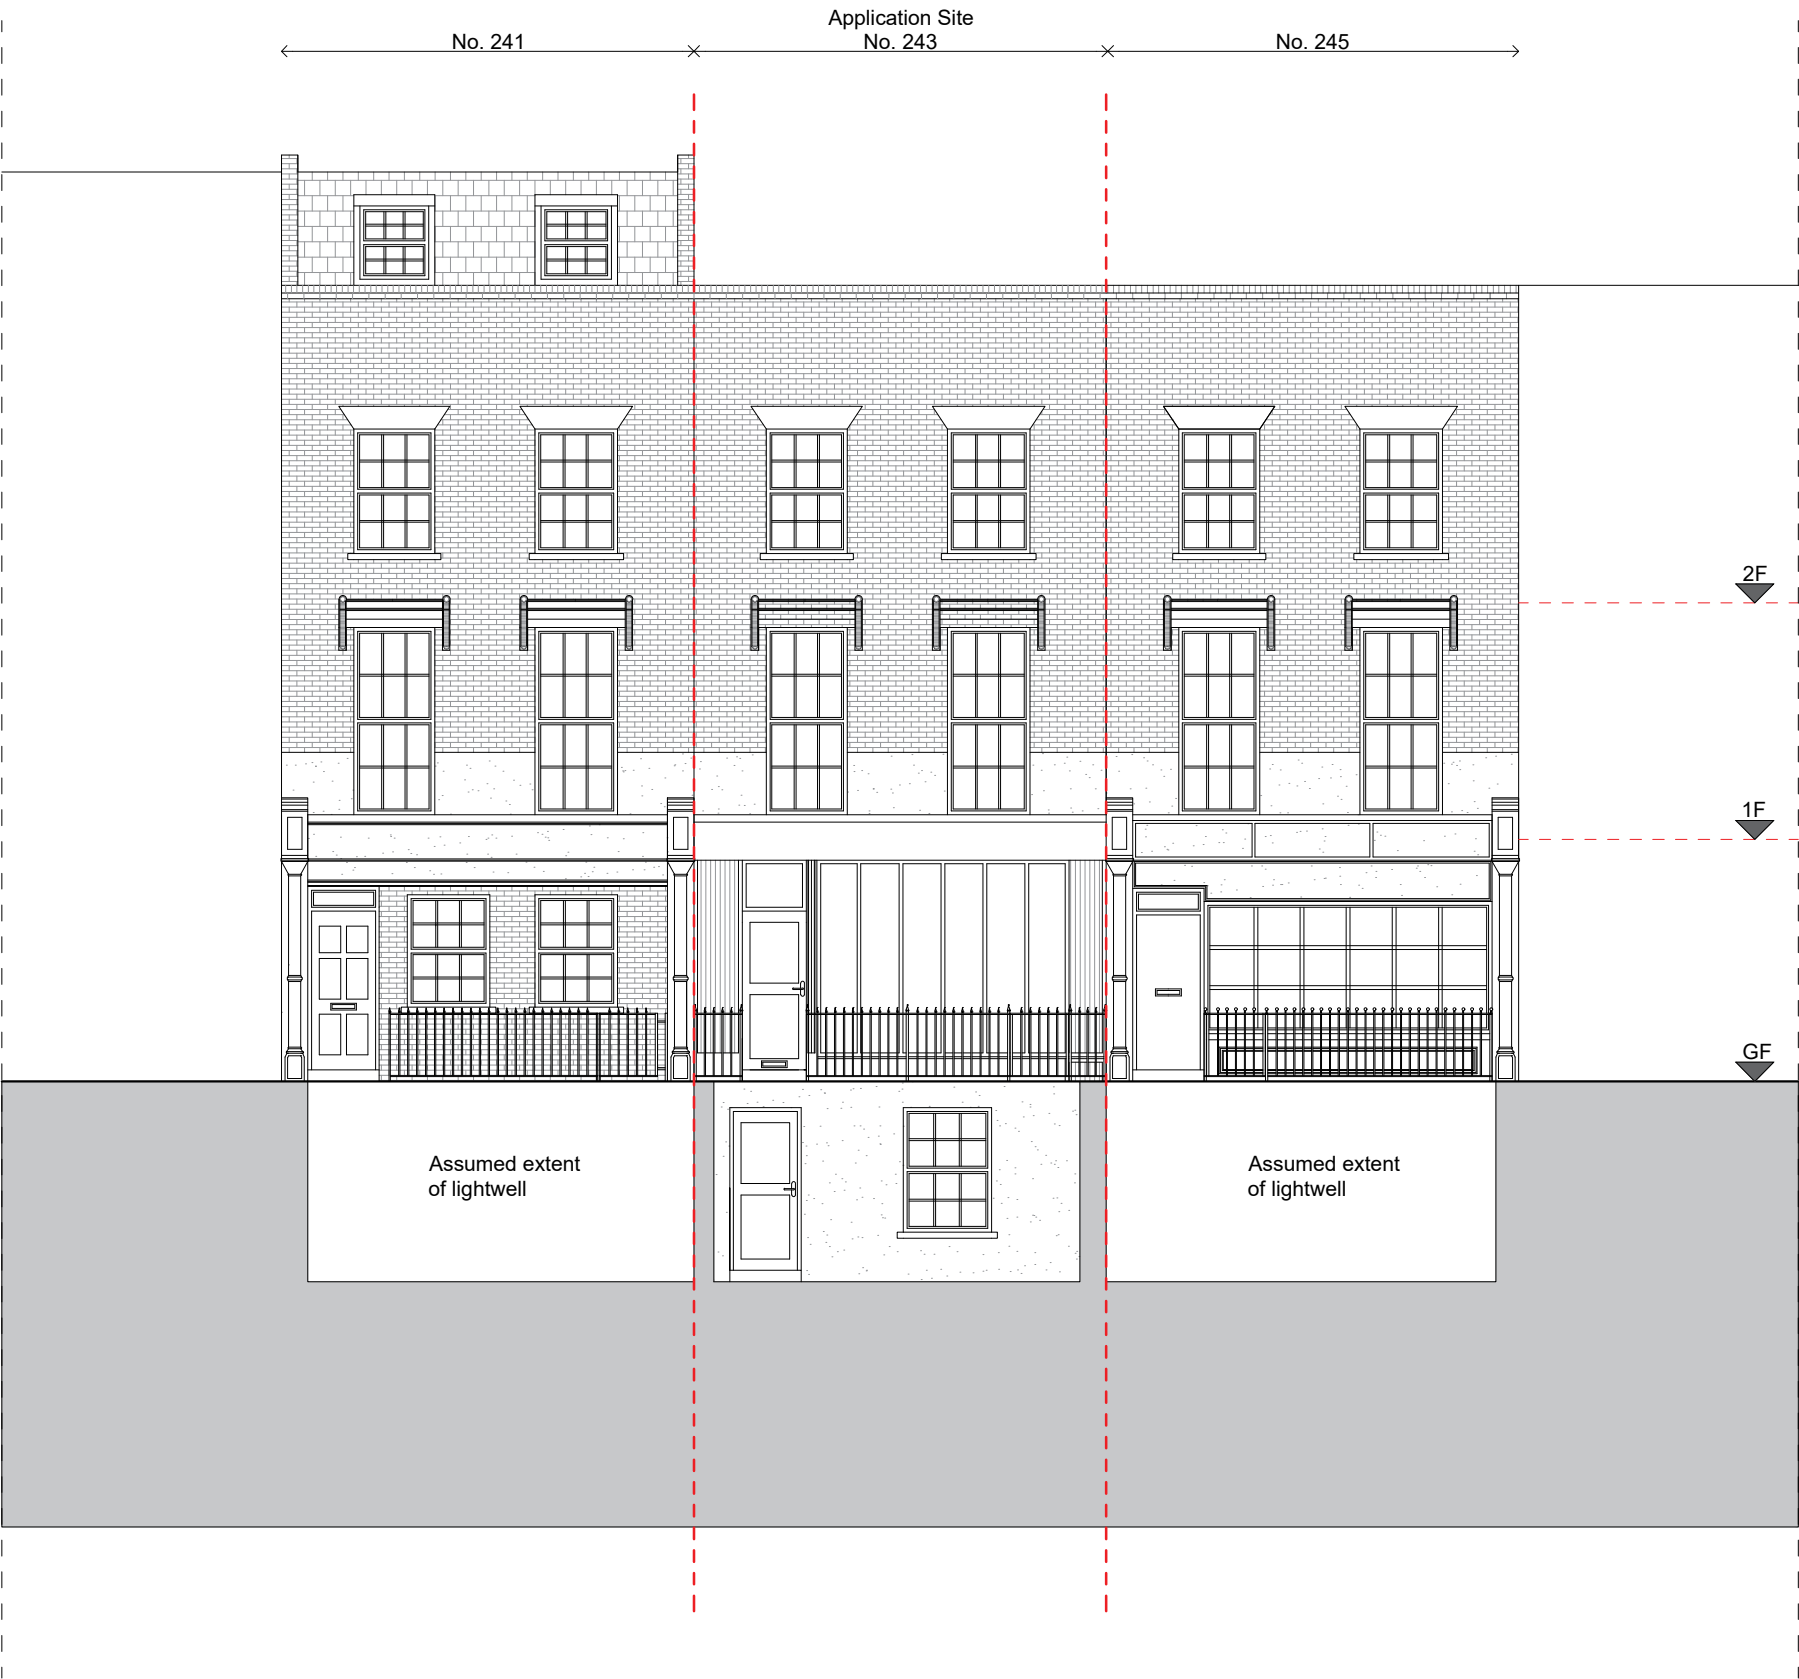 Application Site
No. 241
No. 243
No. 245
2F
1F
GF
Assumed extent
of lightwell
Assumed extent
of lightwell